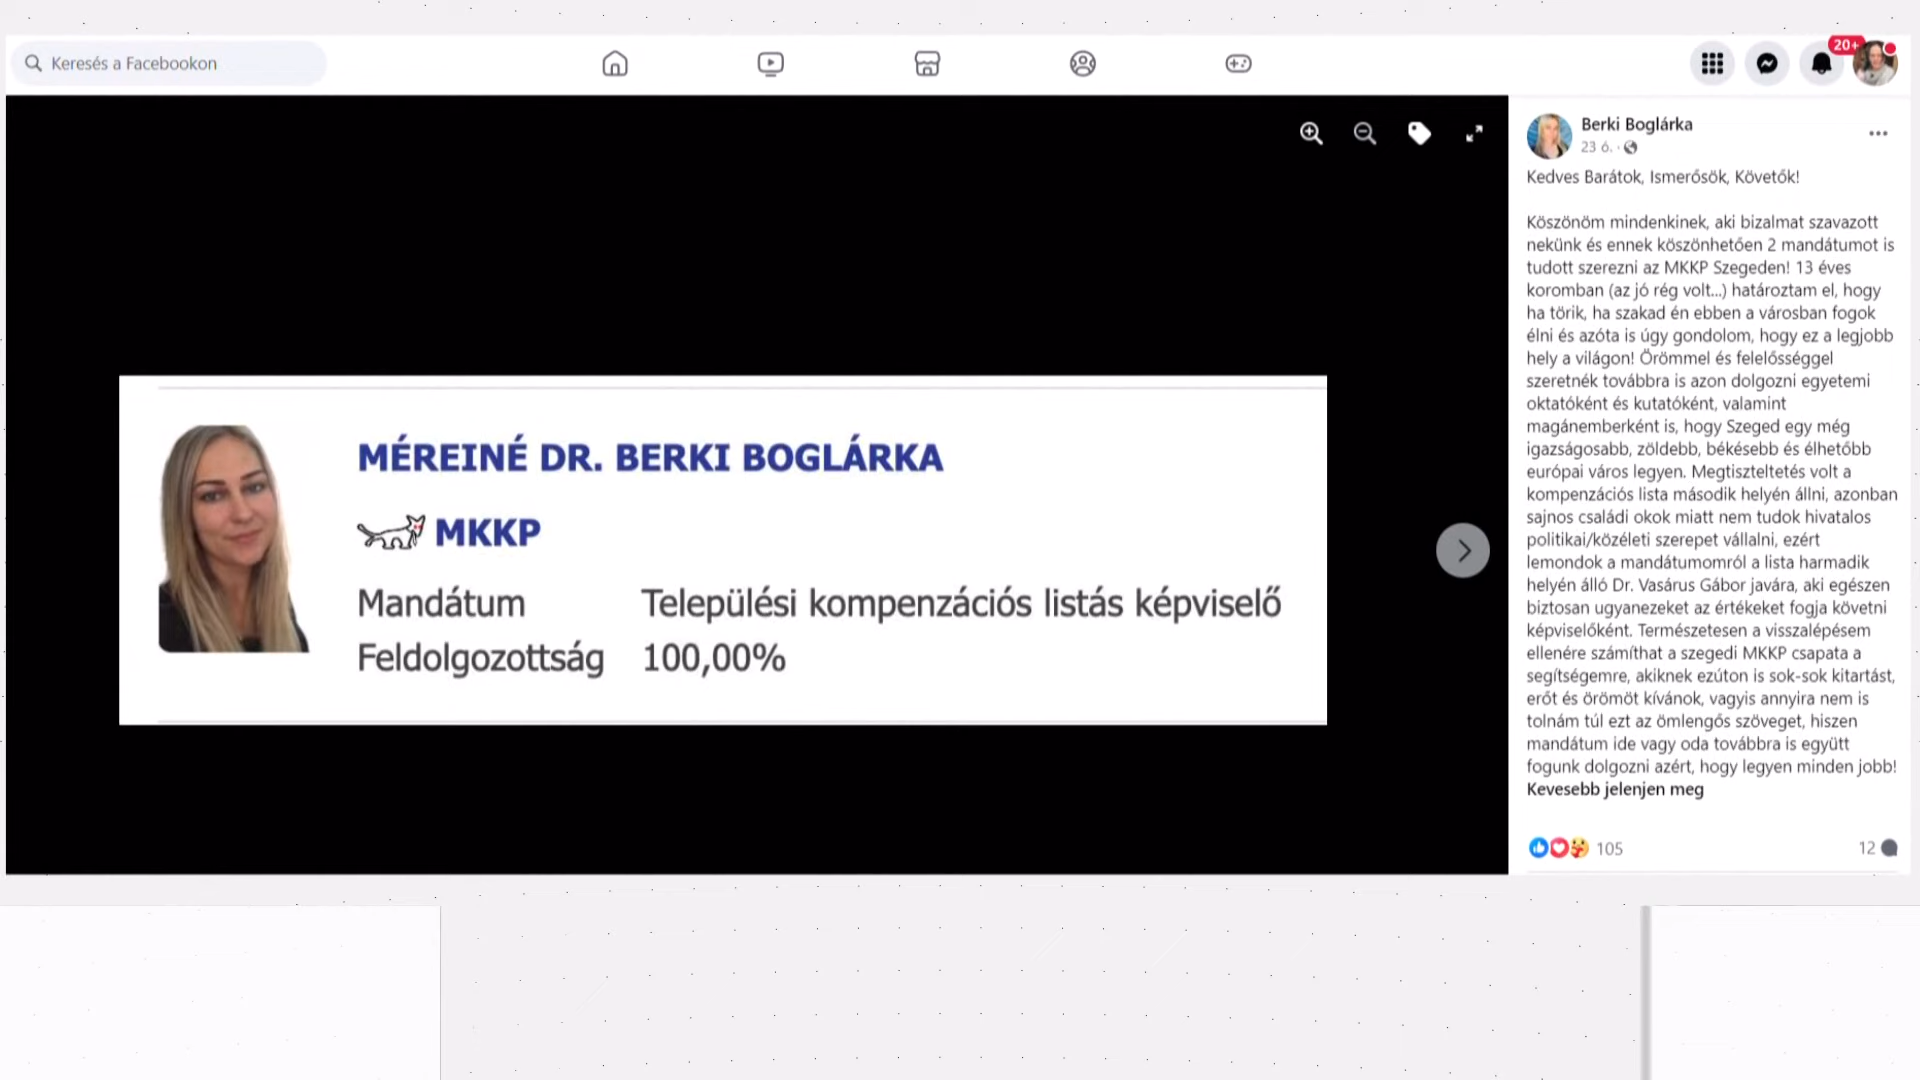 Keresés a Facebookon
20+
MÉREINÉ DR. BERKI BOGLÁRKA
MKKP
Mandátum Települési kompenzációs listás képviselő
Feldolgozottság 100,00%
Berki Boglárka
23 ó. ·
Kedves Barátok, Ismerősök, Követők!
Köszönöm mindenkinek, aki bizalmat szavazott
nekünk és ennek köszönhetően 2 mandátumot is
tudott szerezni az MKKP Szegeden! 13 éves
koromban (az jó rég volt...) határoztam el, hogy
ha törik, ha szakad én ebben a városban fogok
élni és azóta is úgy gondolom, hogy ez a legjobb
hely a világon! Örömmel és felelősséggel
szeretnék továbbra is azon dolgozni egyetemi
oktatóként és kutatóként, valamint
magánemberként is, hogy Szeged egy még
igazságosabb, zöldebb, békésebb és élhetőbb
európai város legyen. Megtiszteltetés volt a
kompenzációs lista második helyén állni, azonban
sajnos családi okok miatt nem tudok hivatalos
politikai/közéleti szerepet vállalni, ezért
lemondok a mandátumomról a lista harmadik
helyén álló Dr. Vasárus Gábor javára, aki egészen
biztosan ugyanezeket az értékeket fogja követni
képviselőként. Természetesen a visszalépésem
ellenére számíthat a szegedi MKKP csapata a
segítségemre, akiknek ezúton is sok-sok kitartást,
erőt és örömöt kívánok, vagyis annyira nem is
tolnám túl ezt az ömlengős szöveget, hiszen
mandátum ide vagy oda továbbra is együtt
fogunk dolgozni azért, hogy legyen minden jobb!
Kevesebb jelenjen meg
105
12